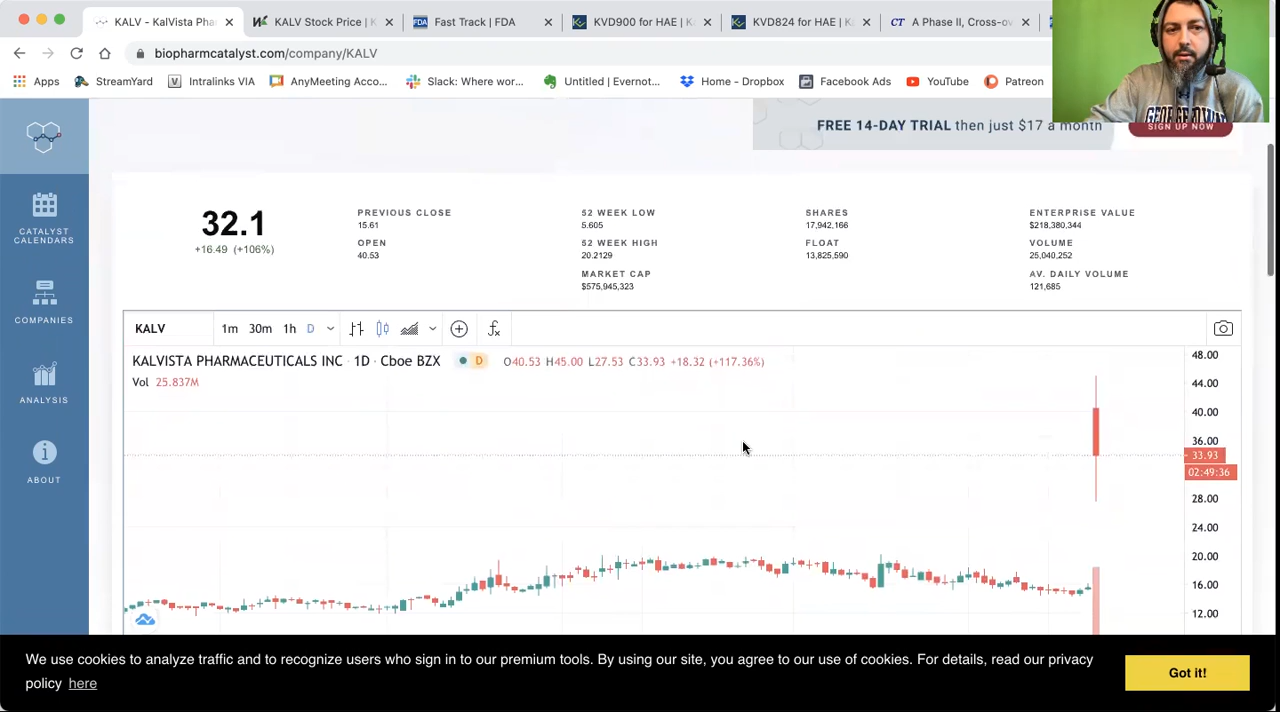 KALV - KalVista Pha
KALV Stock Price | K
Fast Track | FDA
KVD900 for HAE | K
KVD824 for HAE | Ka
CT A Phase II, Cross-ov
biopharmcatalyst.com/company/KALV
Apps StreamYard Intralinks VIA AnyMeeting Acco... Slack: Where wor... Untitled | Evernot... Home - Dropbox Facebook Ads YouTube Patreon
FREE 14-DAY TRIAL then just $17 a month
SIGN UP NOW
CATALYST
CALENDARS
COMPANIES
ANALYSIS
ABOUT
32.1
+16.49 (+106%)
PREVIOUS CLOSE
15.61
OPEN
40.53
52 WEEK LOW
5.605
52 WEEK HIGH
20.2129
MARKET CAP
$575,945,323
SHARES
17,942,166
FLOAT
13,825,590
ENTERPRISE VALUE
$218,380,344
VOLUME
25,040,252
AV. DAILY VOLUME
121,685
KALV 1m 30m 1h D
KALVISTA PHARMACEUTICALS INC · 1D · Cboe BZX D O40.53 H45.00 L27.53 C33.93 +18.32 (+117.36%)
Vol 25.837M
48.00
44.00
40.00
36.00
33.93
02:49:36
28.00
24.00
20.00
16.00
12.00
We use cookies to analyze traffic and to recognize users who sign in to our premium tools. By using our site, you agree to our use of cookies. For details, read our privacy
policy here
Got it!